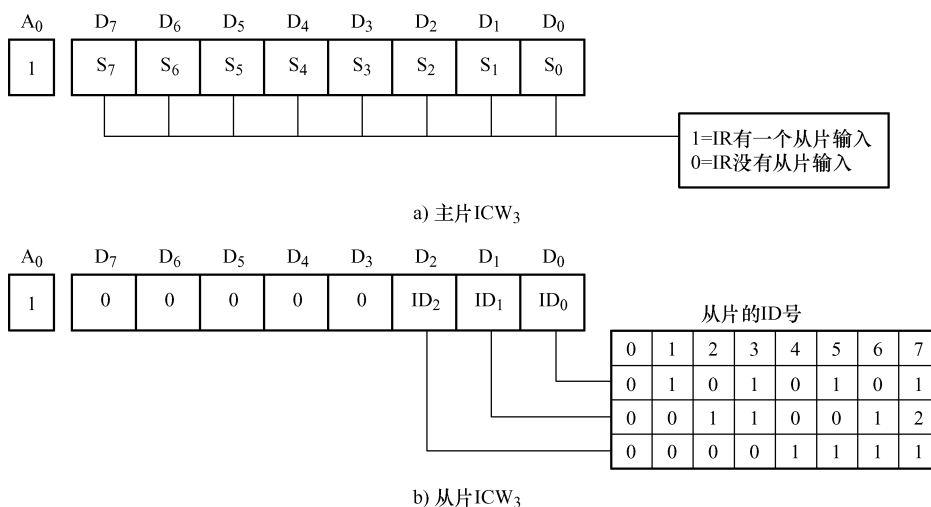 A₀ D₇ D₆ D₅ D₄ D₃ D₂ D₁ D₀
1 S₇ S₆ S₅ S₄ S₃ S₂ S₁ S₀
1=IR有一个从片输入
0=IR没有从片输入
a) 主片ICW₃
A₀ D₇ D₆ D₅ D₄ D₃ D₂ D₁ D₀
1 0 0 0 0 0 ID₂ ID₁ ID₀
从片的ID号
0 1 2 3 4 5 6 7
0 1 0 1 0 1 0 1
0 0 1 1 0 0 1 2
0 0 0 0 1 1 1 1
b) 从片ICW₃